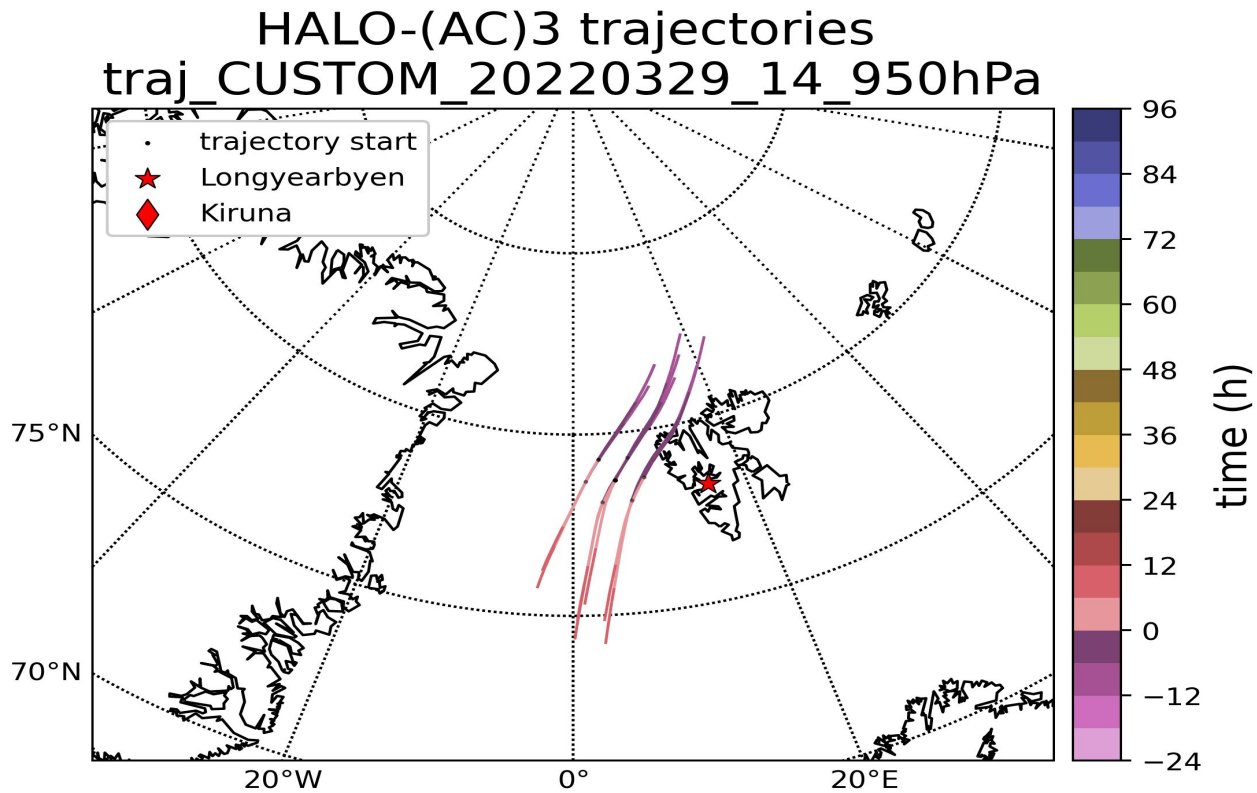 HALO-(AC)3 trajectories
traj_CUSTOM_20220329_14_950hPa
trajectory start
Longyearbyen
Kiruna
75°N
70°N
20°W
0°
20°E
96
84
72
60
48
36
24
12
0
−12
−24
time (h)